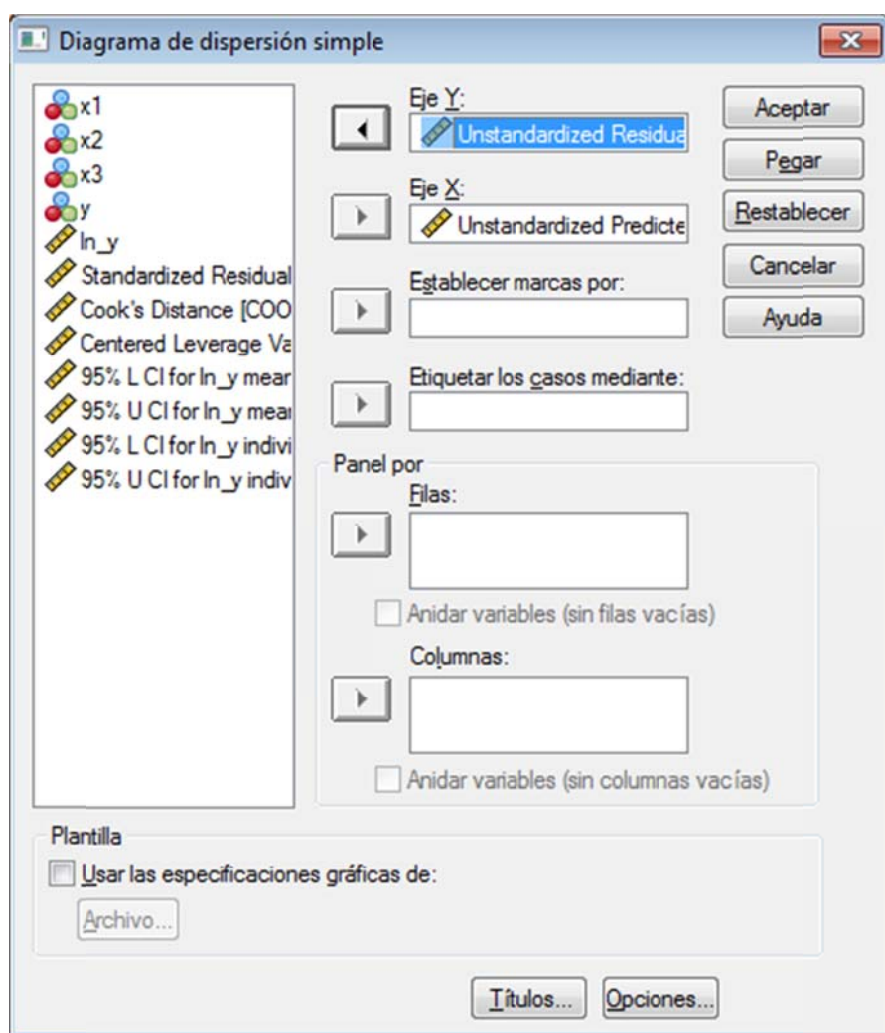 Diagrama de dispersión simple
x1
x2
x3
y
ln_y
Standardized Residual
Cook's Distance [COO
Centered Leverage Va
95% L CI for ln_y mear
95% U CI for ln_y mear
95% L CI for ln_y indivi
95% U CI for ln_y indiv
Eje Y:
Unstandardized Residua
Eje X:
Unstandardized Predicte
Establecer marcas por:
Etiquetar los casos mediante:
Panel por
Filas:
Anidar variables (sin filas vacías)
Columnas:
Anidar variables (sin columnas vacías)
Aceptar
Pegar
Restablecer
Cancelar
Ayuda
Plantilla
Usar las especificaciones gráficas de:
Archivo...
Títulos...
Opciones...